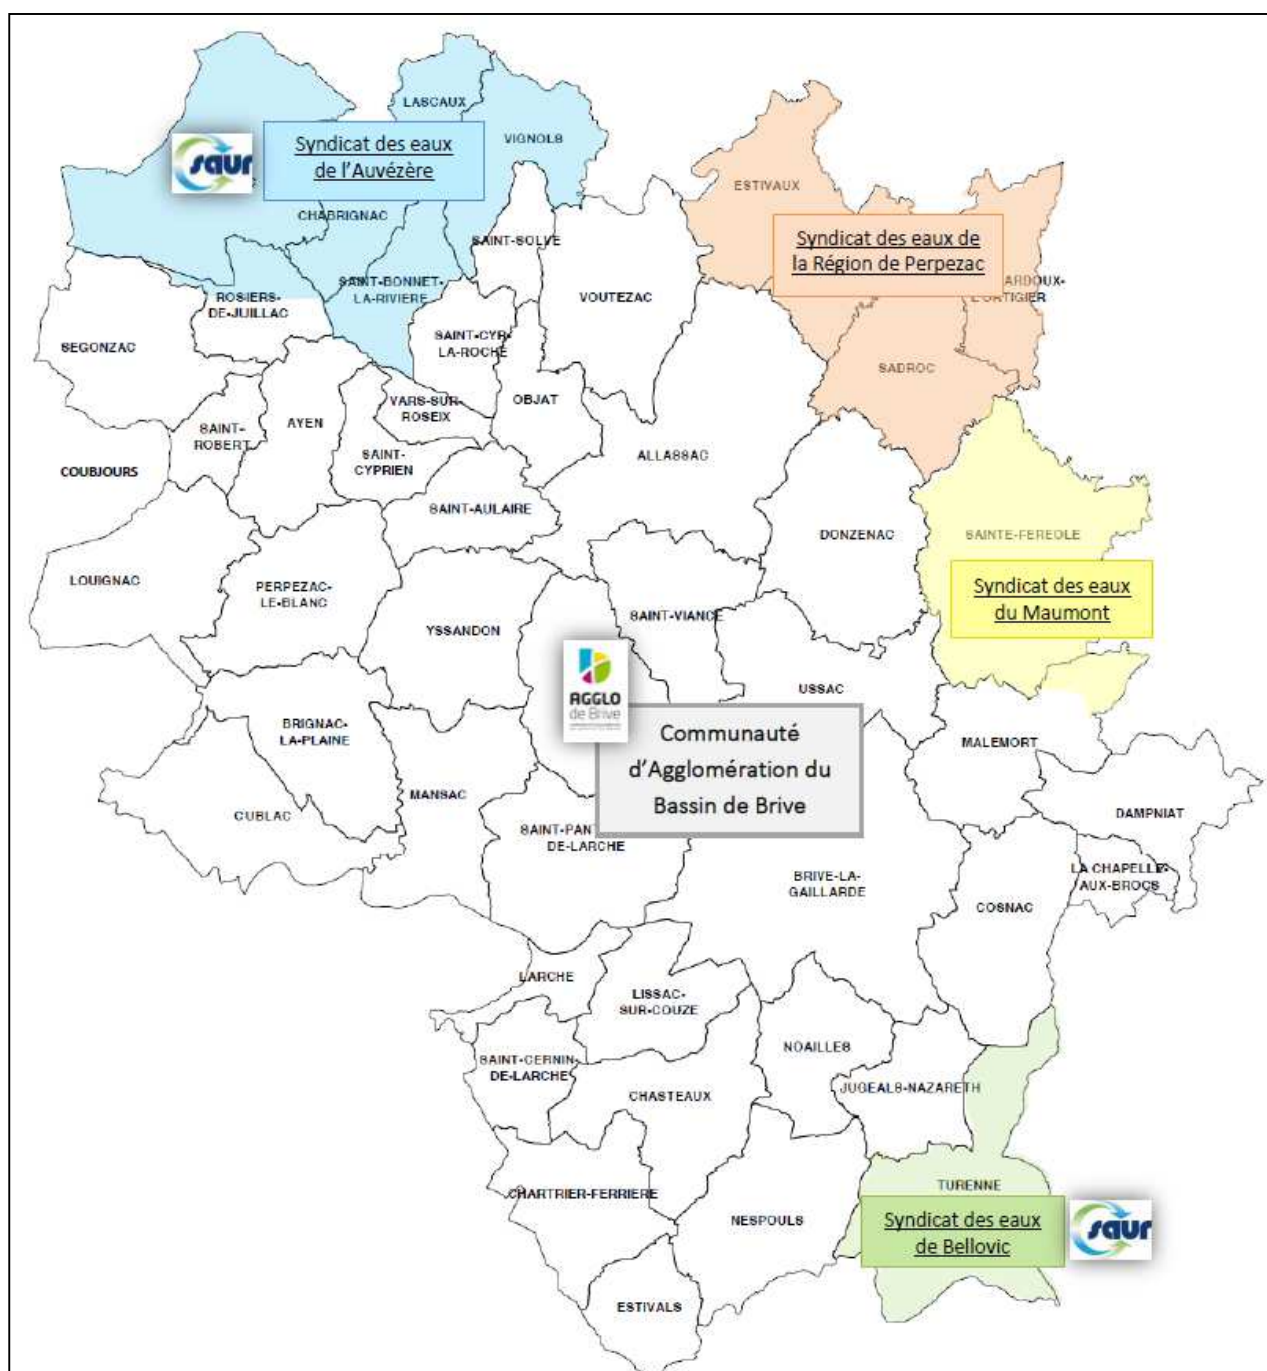 LASCAUX
VIGNOLS
saur
Syndicat des eaux
de l'Auvézère
CHABRIGNAC
ESTIVAUX
Syndicat des eaux de
la Région de Perpezac
ARDOUX-
L'ORTIGIER
SAINT-SOLVE
SAINT-BONNET-
LA-RIVIERE
ROSIERS-
DE-JUILLAC
VOUTEZAC
SEGONZAC
SAINT-CYR-
LA-ROCHE
SADROC
VARS-SUR-
ROSEIX
OBJAT
AYEN
SAINT-
ROBERT
SAINT-
CYPRIEN
ALLASSAC
COUBJOURS
SAINT-AULAIRE
DONZENAC
SAINTE-FEREOLE
LOUIGNAC
PERPEZAC-
LE-BLANC
Syndicat des eaux
du Maumont
YSSANDON
SAINT-VIANCE
USSAC
AGGLO
de Brive
Communauté
d'Agglomération du
Bassin de Brive
BRIGNAC-
LA-PLAINE
MALEMORT
MANSAC
CUBLAC
DAMPNIAT
SAINT-PANT
DE-LARCHE
BRIVE-LA-
GAILLARDE
LA CHAPELLE-
AUX-BROCS
COSNAC
LARCHE
LISSAC-
SUR-COUZE
NOAILLES
SAINT-CERNIN-
DE-LARCHE
CHASTEAUX
JUGEALS-NAZARETH
CHARTRIER-FERRIERE
TURENNE
NESPOULS
Syndicat des eaux
de Bellovic
saur
ESTIVALS